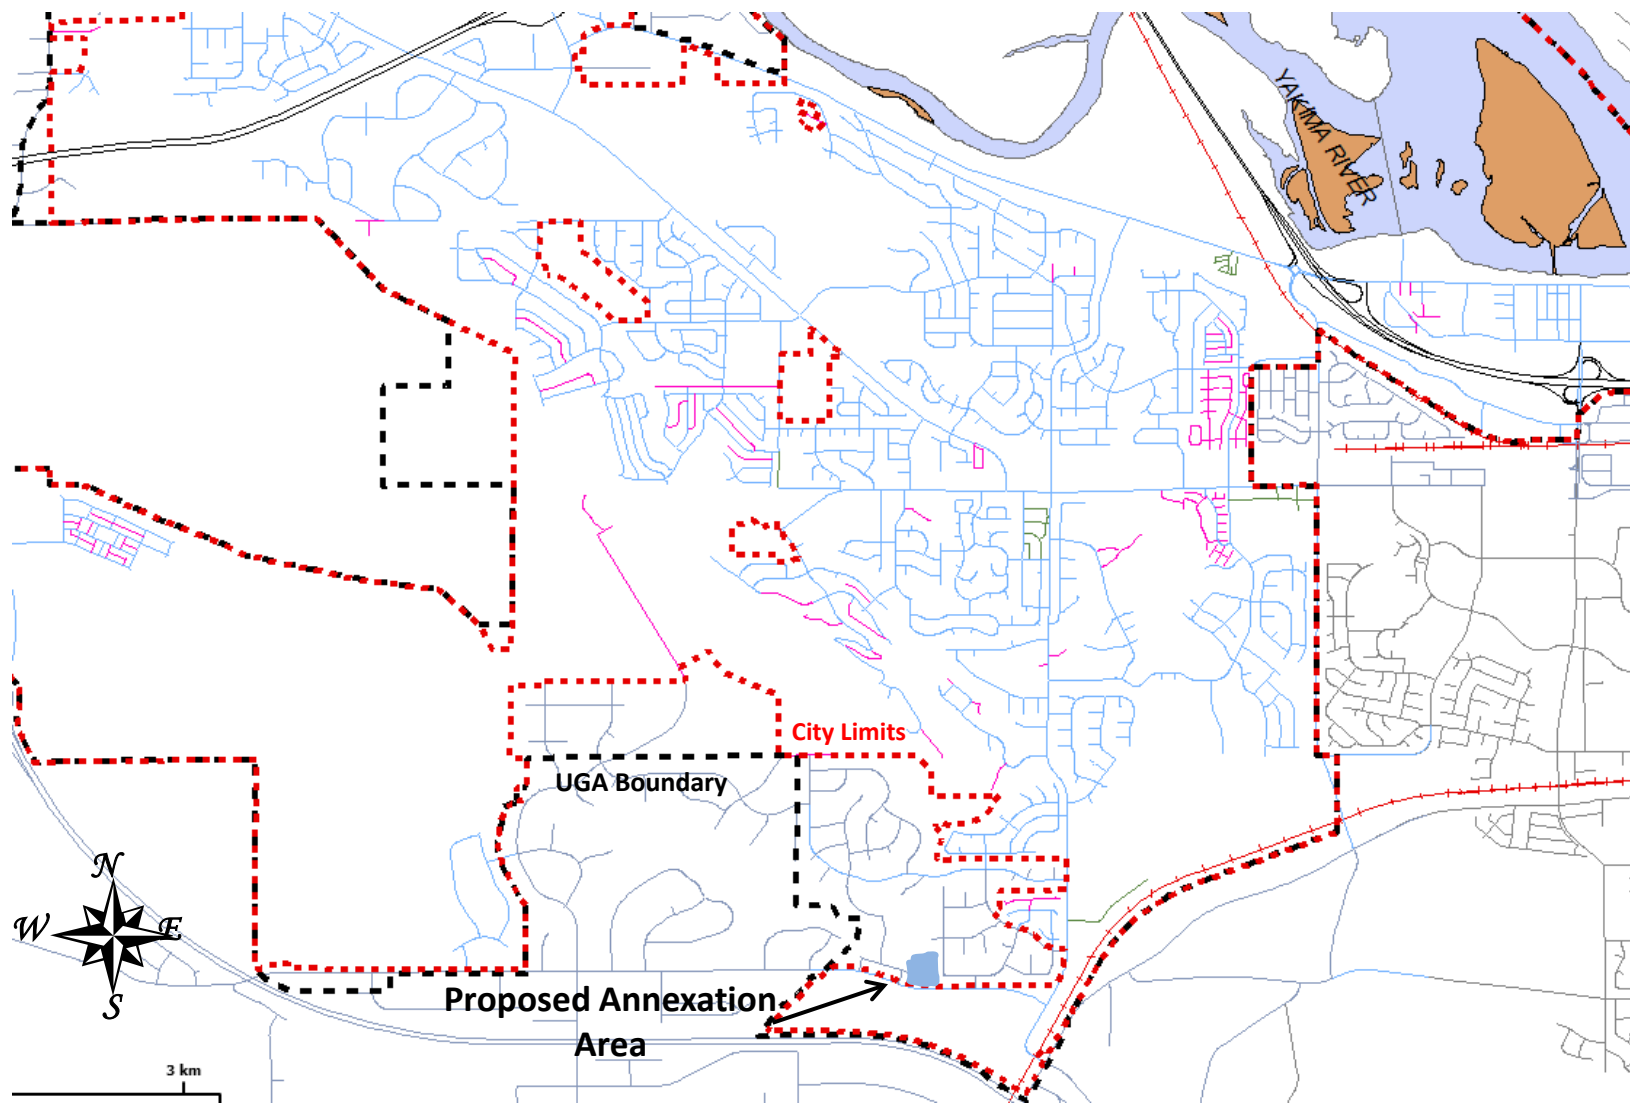 YAKIMA RIVER
City Limits
UGA Boundary
N
W
E
S
Proposed Annexation
Area
3 km